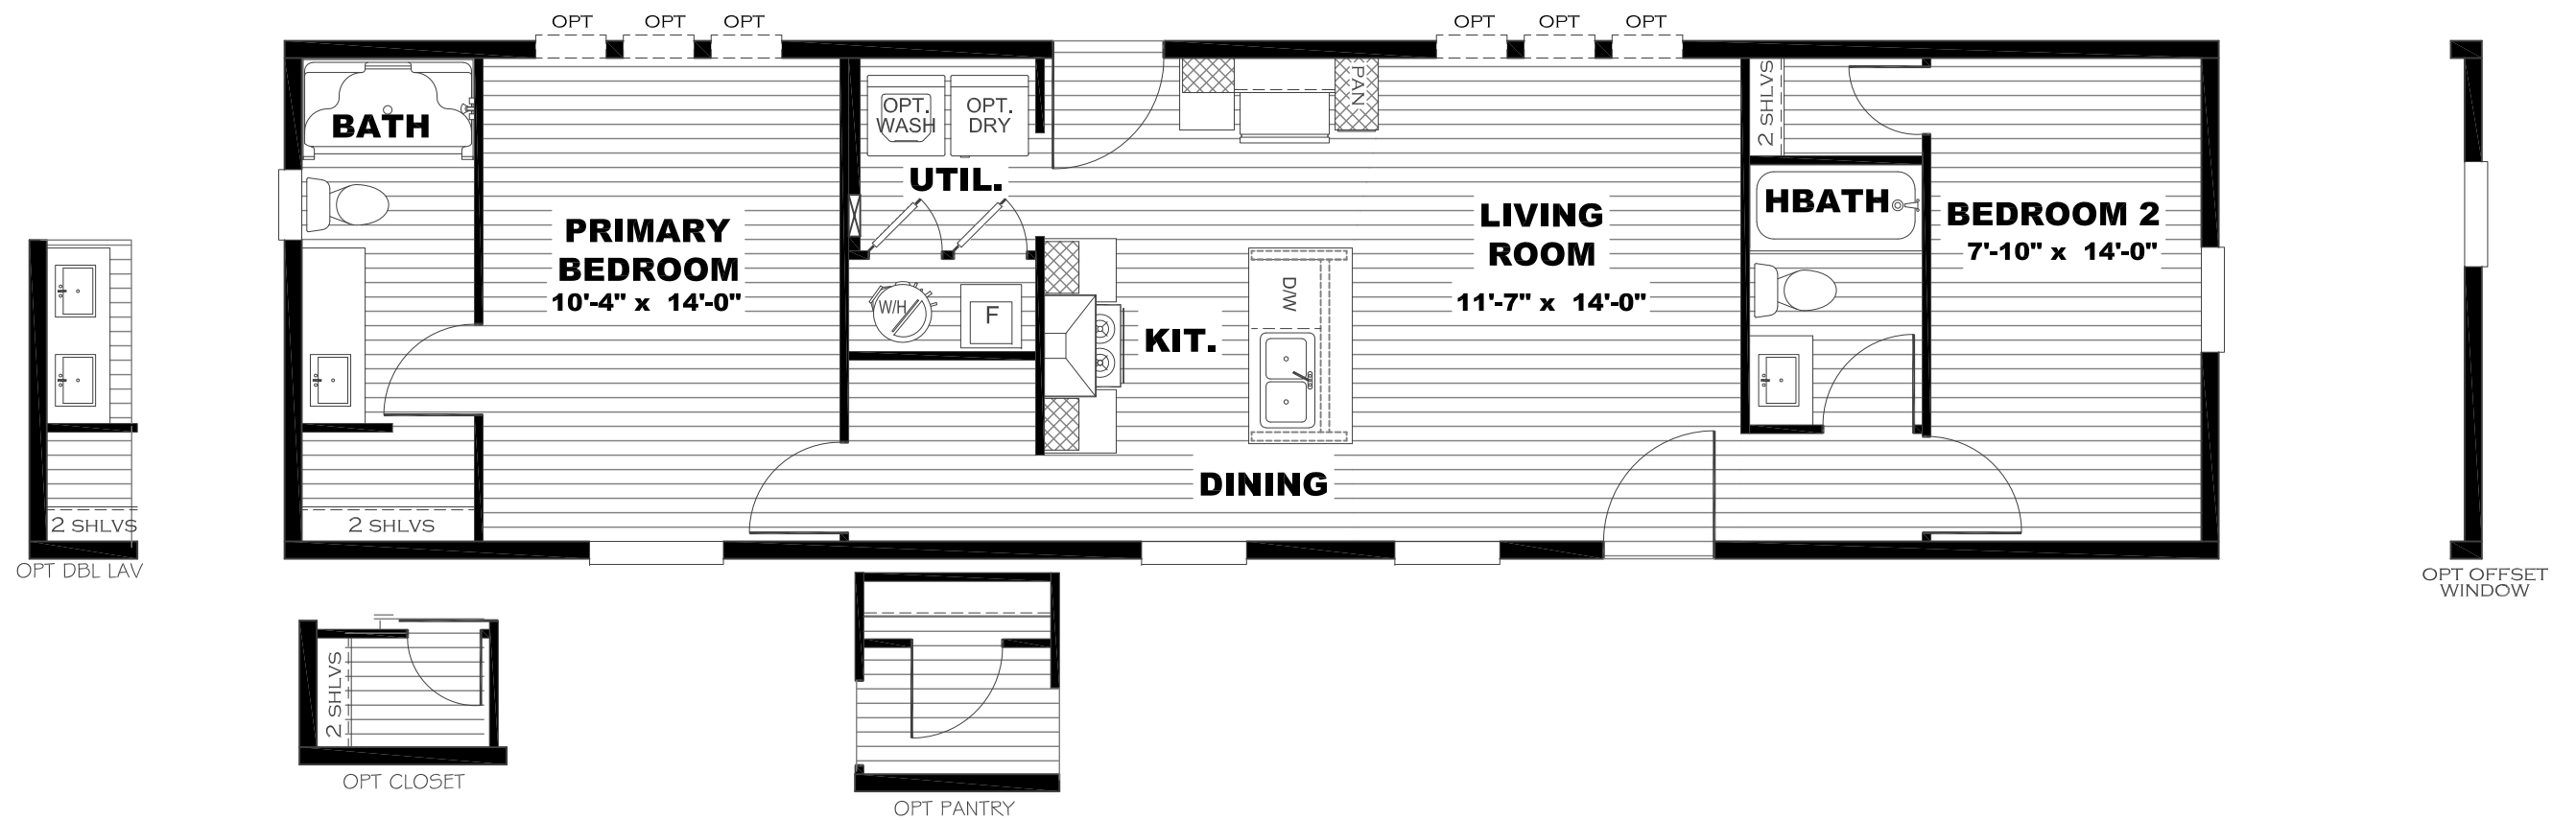 OPT OPT OPT
OPT OPT OPT
BATH
OPT.
WASH
OPT.
DRY
PAN
2 SHLVS
UTIL.
HBATH
PRIMARY
BEDROOM
10'-4" x 14'-0"
LIVING
ROOM
11'-7" x 14'-0"
BEDROOM 2
7'-10" x 14'-0"
W/H
F
D/W
KIT.
DINING
2 SHLVS
2 SHLVS
OPT DBL LAV
OPT OFFSET
WINDOW
2 SHLVS
OPT CLOSET
OPT PANTRY